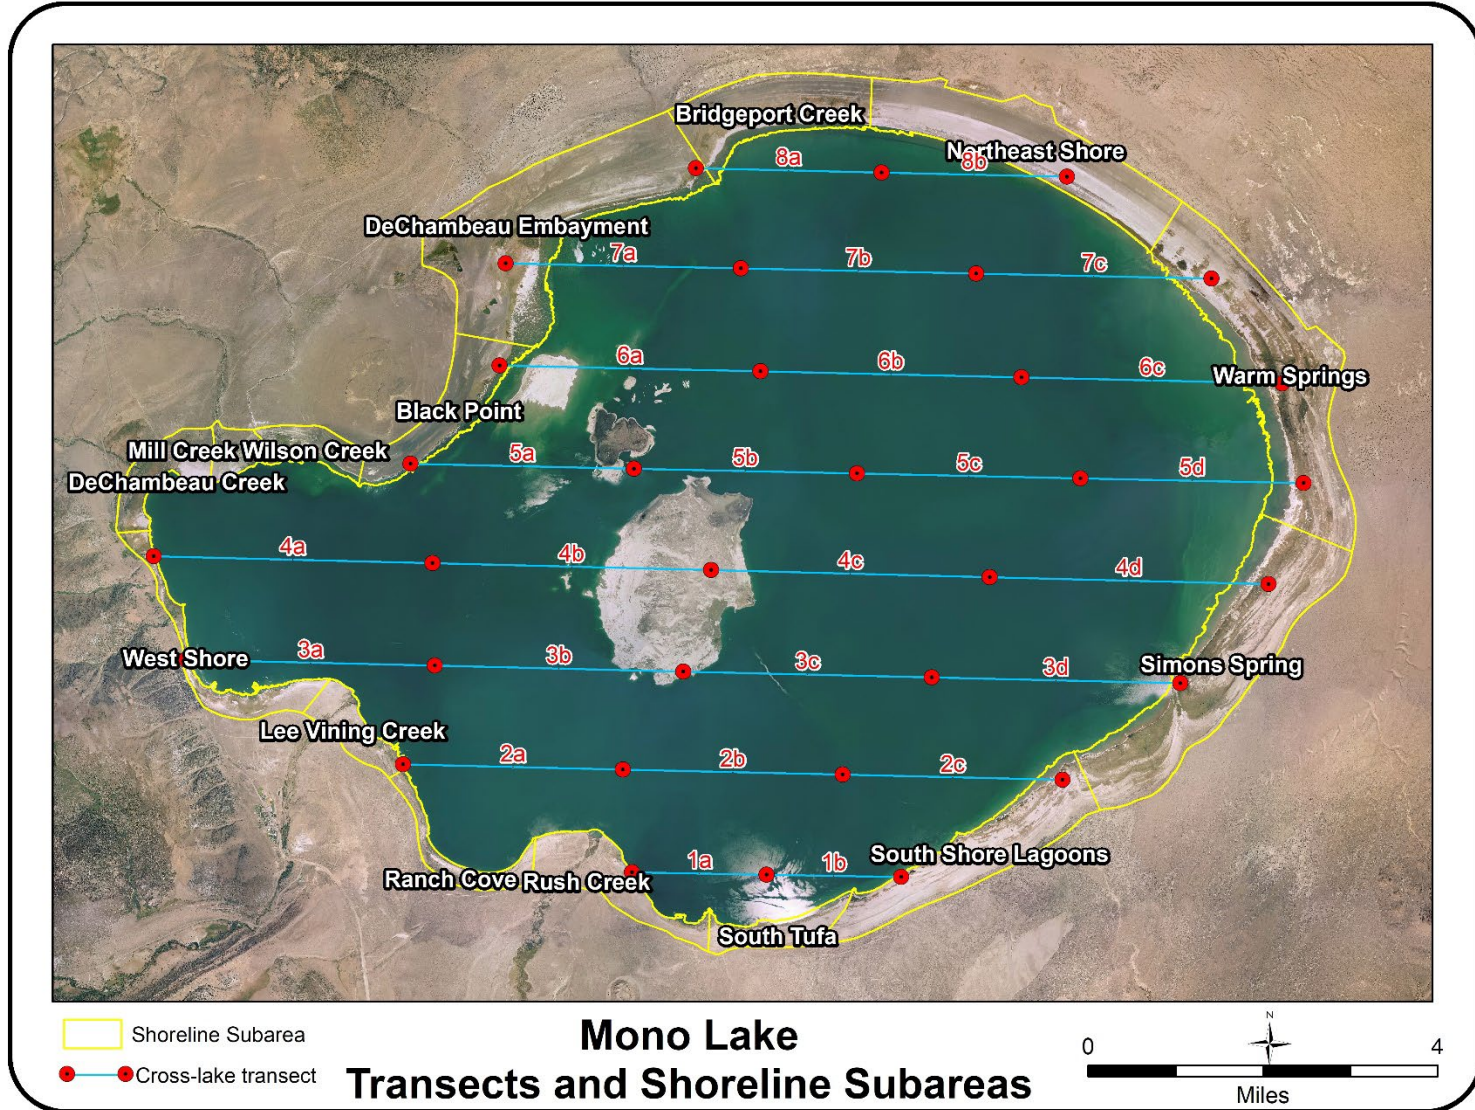 Bridgeport Creek
Northeast Shore
8a
8b
DeChambeau Embayment
7a
7b
7c
6a
6b
6c
Warm Springs
Black Point
Mill Creek
Wilson Creek
DeChambeau Creek
5a
5b
5c
5d
4a
4b
4c
4d
West Shore
3a
3b
3c
3d
Simons Spring
Lee Vining Creek
2a
2b
2c
Ranch Cove
Rush Creek
1a
1b
South Shore Lagoons
South Tufa
Shoreline Subarea
Cross-lake transect
Mono Lake
Transects and Shoreline Subareas
N
0
4
Miles